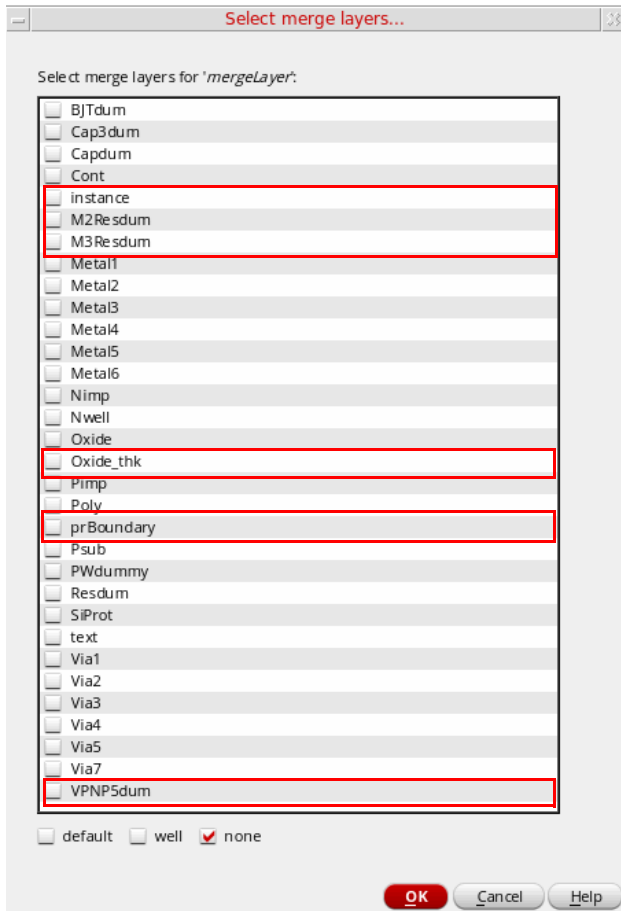 Select merge layers...
Select merge layers for 'mergeLayer':
BJTdum
Cap3dum
Capdum
Cont
instance
M2Resdum
M3Resdum
Metal1
Metal2
Metal3
Metal4
Metal5
Metal6
Nimp
Nwell
Oxide
Oxide_thk
Pimp
Poly
prBoundary
Psub
PWdummy
Resdum
SiProt
text
Via1
Via2
Via3
Via4
Via5
Via7
VPNP5dum
default well none
OK Cancel Help